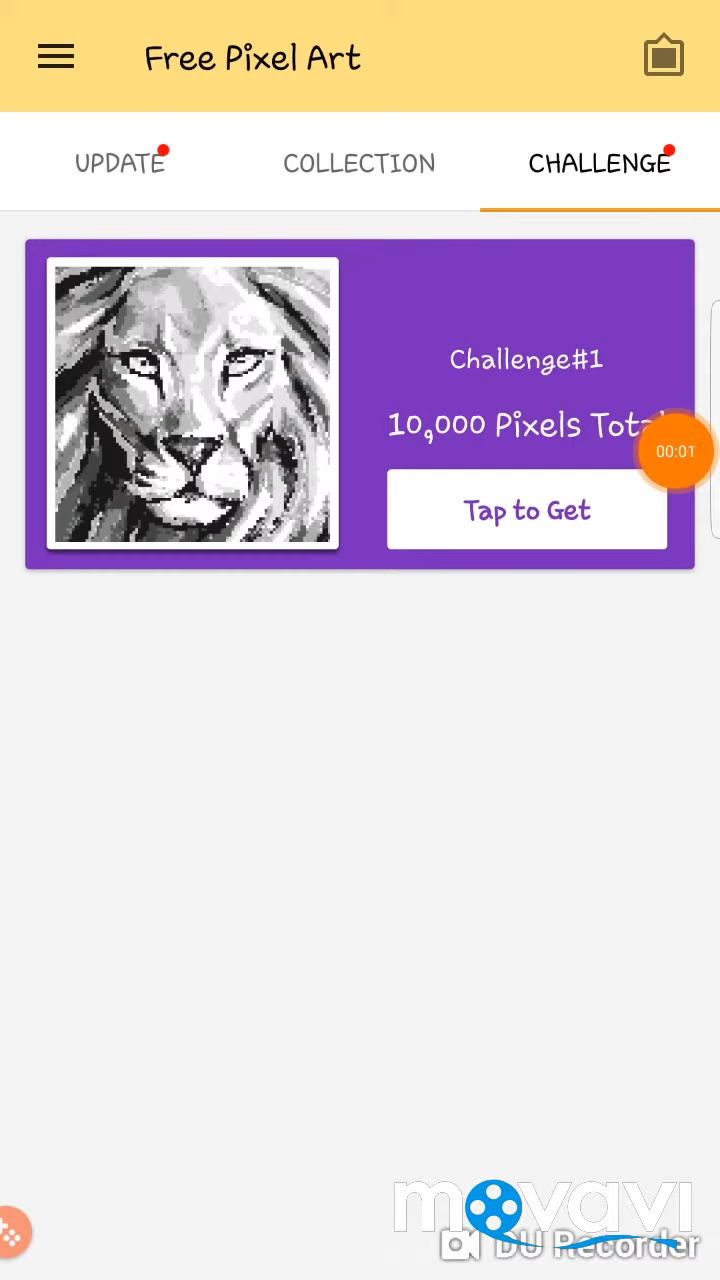 Free Pixel Art
UPDATE COLLECTION CHALLENGE
Challenge#1
10,000 Pixels Total
00:01
Tap to Get
movavi
DU Recorder